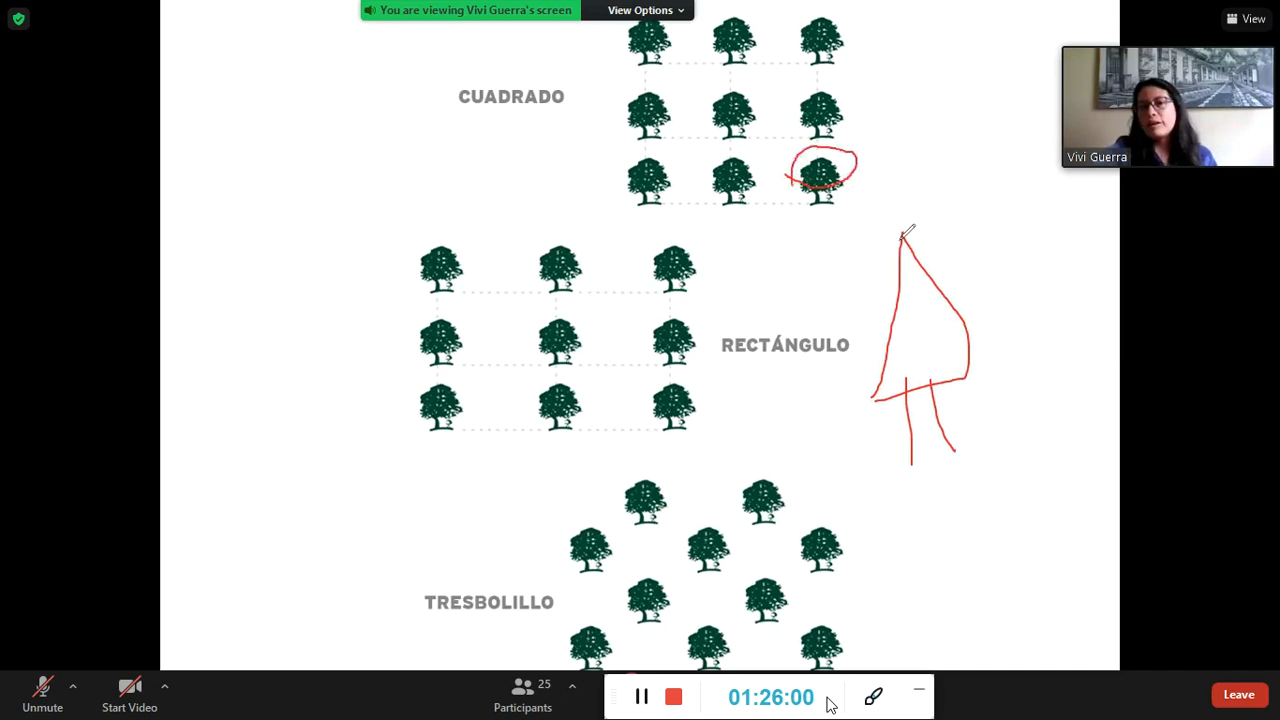 You are viewing Vivi Guerra's screen
View Options
View
CUADRADO
Vivi Guerra
RECTÁNGULO
TRESBOLILLO
Unmute
Start Video
25
Participants
01:26:00
Leave